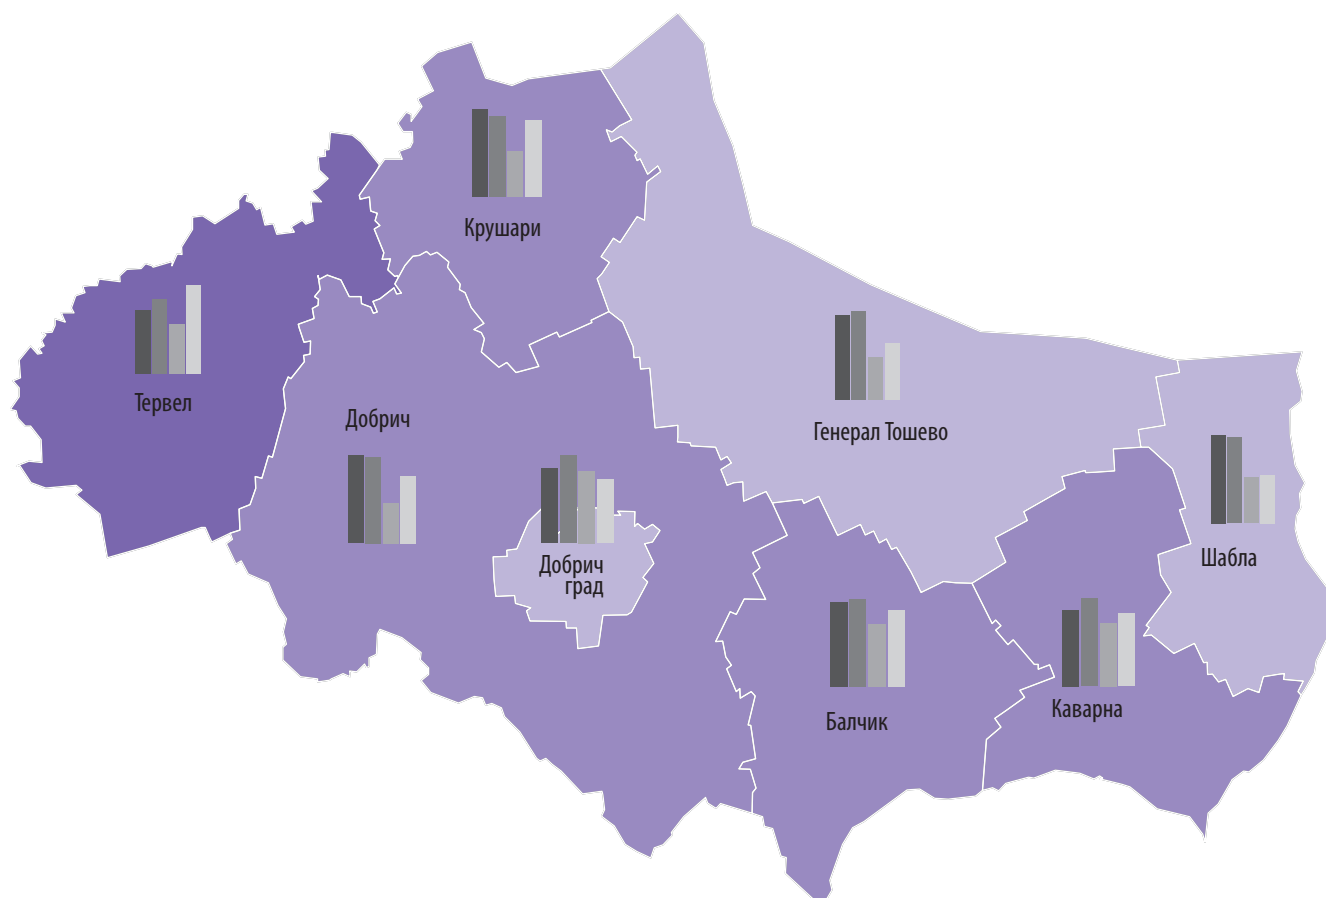 Крушари
Тервел
Добрич
Генерал Тошево
Добрич
град
Шабла
Каварна
Балчик